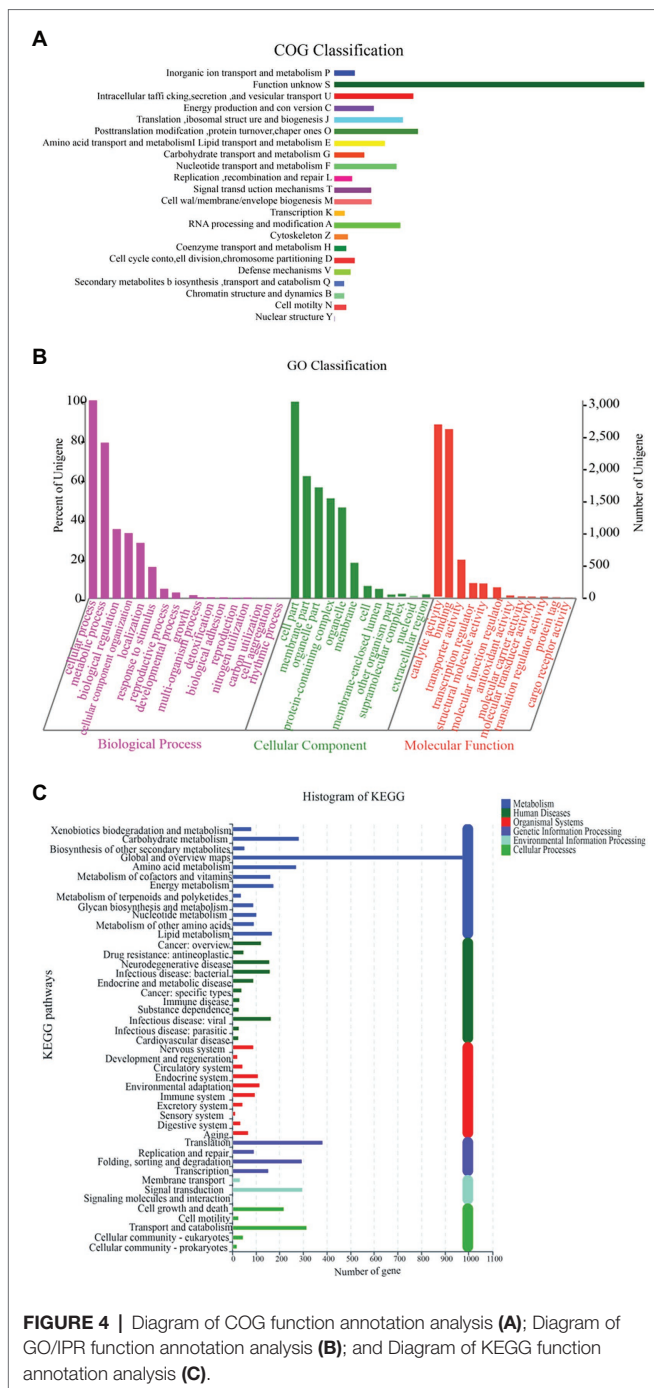 A
COG Classification
Inorganic ion transport and metabolism P
Function unknow S
Intracellular taffi cking,secretion ,and vesicular transport U
Energy production and con version C
Translation ,ibosomal struct ure and biogenesis J
Posttranslation modifcation ,protein turnover,chaper ones O
Amino acid transport and metabolismI Lipid transport and metabolism E
Carbohydrate transport and metabolism G
Nucleotide transport and metabolism F
Replication ,recombination and repair L
Signal transd uction mechanisms T
Cell wal/membrane/envelope biogenesis M
Transcription K
RNA processing and modification A
Cytoskeleton Z
Coenzyme transport and metabolism H
Cell cycle conto,ell division,chromosome partitioning D
Defense mechanisms V
Secondary metabolites b iosynthesis ,transport and catabolism Q
Chromatin structure and dynamics B
Cell motilty N
Nuclear structure Y
B
GO Classification
Percent of Unigene
100
80
60
40
20
0
3,000
2,500
2,000
1,500
1,000
500
0
Number of Unigene
cellular process
metabolic process
biological regulation
cellular component organization
localization
response to stimulus
reproductive process
developmental process
growth
multi-organism process
detoxification
biological adhesion
reproduction
nitrogen utilization
carbon utilization
cell aggregation
rhythmic process
cell part
membrane part
organelle part
protein-containing complex
organelle
membrane
cell
membrane-enclosed lumen
other organism part
supramolecular complex
nucleoid
extracellular region
catalytic activity
binding
transporter activity
transcription regulator
structural molecule activity
molecular function regulator
antioxidant activity
molecular carrier activity
molecular transducer activity
translation regulator activity
protein tag
cargo receptor activity
Biological Process
Cellular Component
Molecular Function
C
Histogram of KEGG
Metabolism
Human Diseases
Organismal Systems
Genetic Information Processing
Environmental Information Processing
Cellular Processes
KEGG pathways
Xenobiotics biodegradation and metabolism
Carbohydrate metabolism
Biosynthesis of other secondary metabolites
Global and overview maps
Amino acid metabolism
Metabolism of cofactors and vitamins
Energy metabolism
Metabolism of terpenoids and polyketides
Glycan biosynthesis and metabolism
Nucleotide metabolism
Metabolism of other amino acids
Lipid metabolism
Cancer: overview
Drug resistance: antineoplastic
Neurodegenerative disease
Infectious disease: bacterial
Endocrine and metabolic disease
Cancer: specific types
Immune disease
Substance dependence
Infectious disease: viral
Infectious disease: parasitic
Cardiovascular disease
Nervous system
Development and regeneration
Circulatory system
Endocrine system
Environmental adaptation
Immune system
Excretory system
Sensory system
Digestive system
Aging
Translation
Replication and repair
Folding, sorting and degradation
Transcription
Membrane transport
Signal transduction
Signaling molecules and interaction
Cell growth and death
Cell motility
Transport and catabolism
Cellular community - eukaryotes
Cellular community - prokaryotes
0 100 200 300 400 500 600 700 800 900 1000 1100
Number of gene
FIGURE 4 | Diagram of COG function annotation analysis (A); Diagram of
GO/IPR function annotation analysis (B); and Diagram of KEGG function
annotation analysis (C).